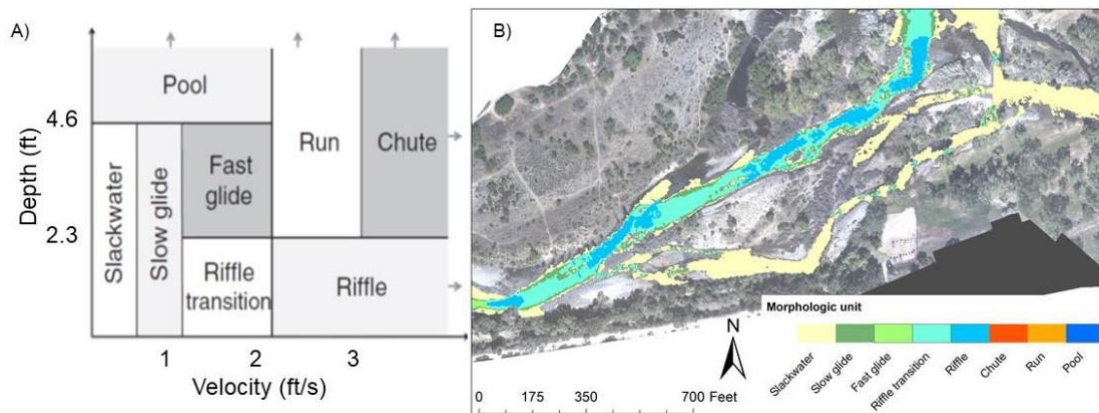 A)
Pool
4.6
Depth (ft)
Slackwater
Slow glide
Fast
glide
Run
Chute
2.3
Riffle
transition
Riffle
1 2 3
Velocity (ft/s)
B)
Morphologic unit
Slackwater
Slow glide
Fast glide
Riffle transition
Riffle
Chute
Run
Pool
N
0 175 350 700 Feet